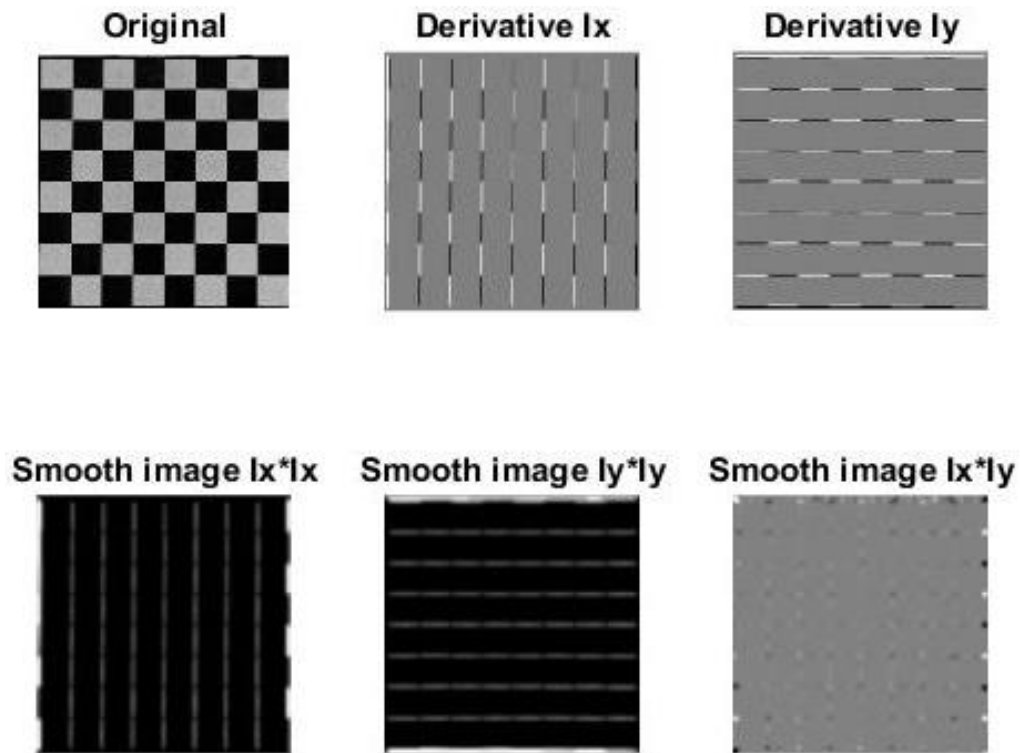 Original
Derivative Ix
Derivative Iy
Smooth image Ix*Ix
Smooth image Iy*Iy
Smooth image Ix*Iy